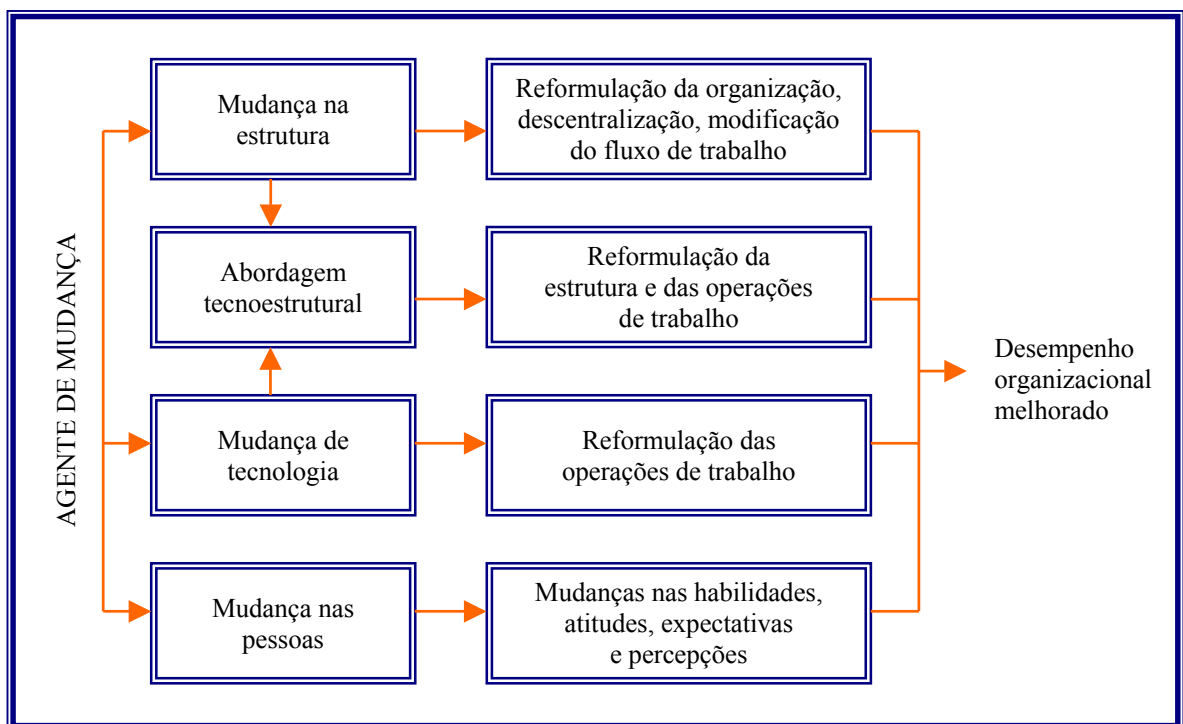 AGENTE DE MUDANÇA
Mudança na
estrutura
Reformulação da organização,
descentralização, modificação
do fluxo de trabalho
Abordagem
tecnoestrutural
Reformulação da
estrutura e das operações
de trabalho
Mudança de
tecnologia
Reformulação das
operações de trabalho
Mudança nas
pessoas
Mudanças nas habilidades,
atitudes, expectativas
e percepções
Desempenho
organizacional
melhorado